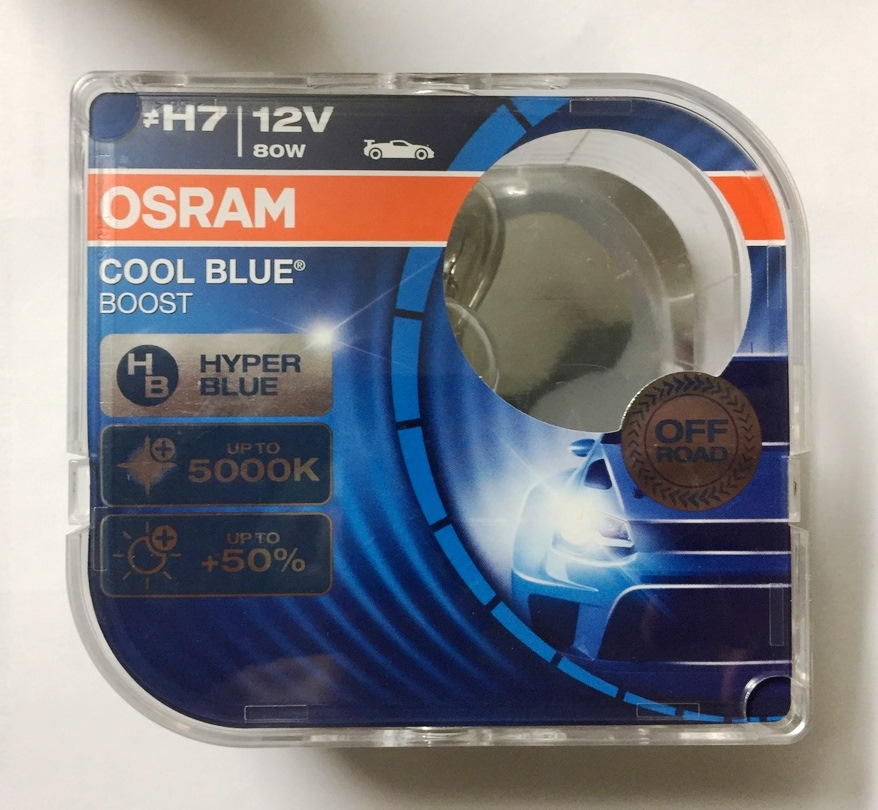 ≠H7 | 12V
80W
OSRAM
COOL BLUE®
BOOST
HB HYPER
BLUE
UP TO
5000K
UP TO
+50%
OFF
ROAD